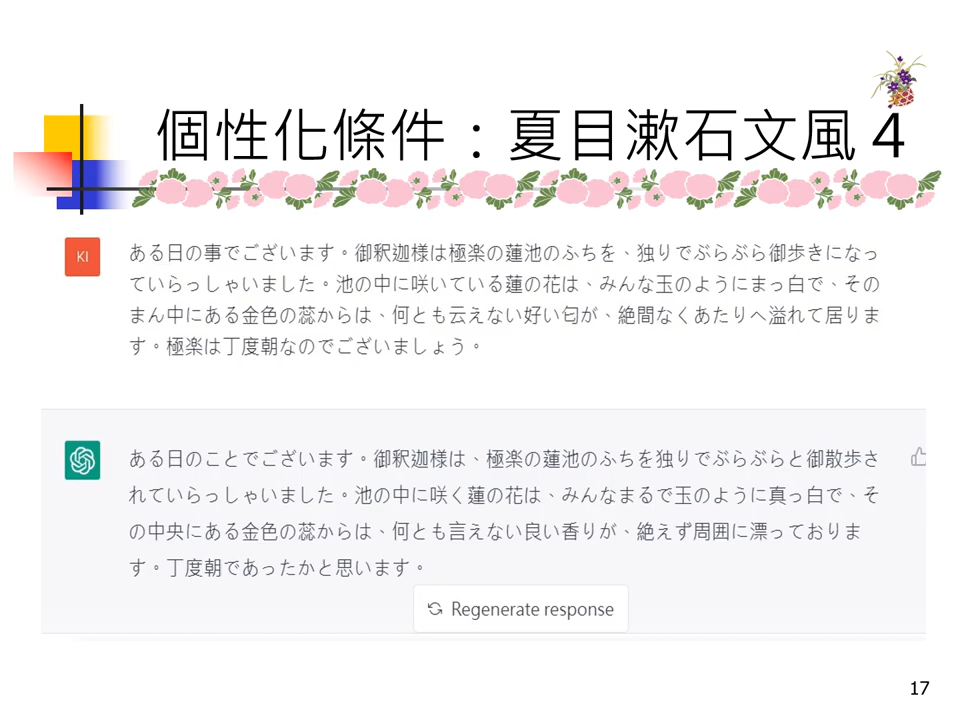 個性化條件：夏目漱石文風４
KI
ある日の事でございます。御釈迦様は極楽の蓮池のふちを、独りでぶらぶら御歩きになっ
ていらっしゃいました。池の中に咲いている蓮の花は、みんな玉のようにまっ白で、その
まん中にある金色の蕊からは、何とも云えない好い匂が、絶間なくあたりへ溢れて居りま
す。極楽は丁度朝なのでございましょう。
ある日のことでございます。御釈迦様は、極楽の蓮池のふちを独りでぶらぶらと御散歩さ
れていらっしゃいました。池の中に咲く蓮の花は、みんなまるで玉のように真っ白で、そ
の中央にある金色の蕊からは、何とも言えない良い香りが、絶えず周囲に漂っておりま
す。丁度朝であったかと思います。
Regenerate response
17